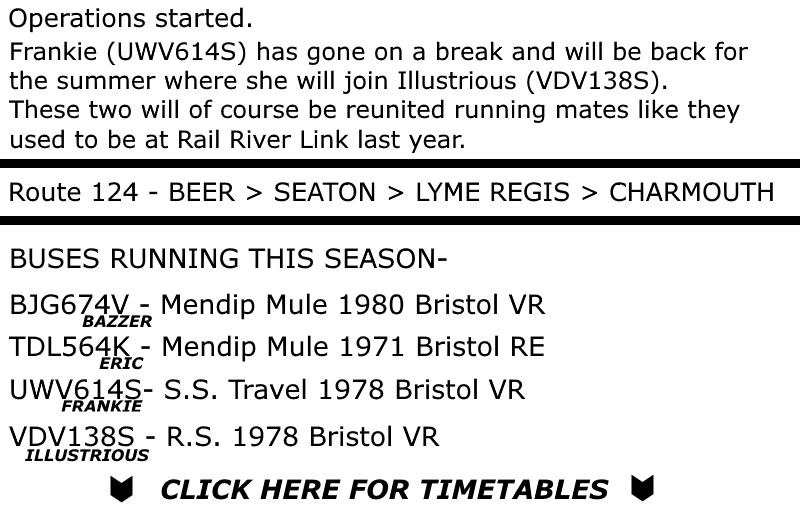 Operations started.
Frankie (UWV614S) has gone on a break and will be back for
the summer where she will join Illustrious (VDV138S).
These two will of course be reunited running mates like they
used to be at Rail River Link last year.
Route 124 - BEER > SEATON > LYME REGIS > CHARMOUTH
BUSES RUNNING THIS SEASON-
BJG674V - Mendip Mule 1980 Bristol VR
BAZZER
TDL564K - Mendip Mule 1971 Bristol RE
ERIC
UWV614S- S.S. Travel 1978 Bristol VR
FRANKIE
VDV138S - R.S. 1978 Bristol VR
ILLUSTRIOUS
CLICK HERE FOR TIMETABLES